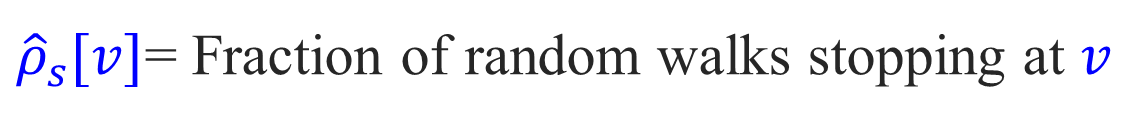 ρ̂ₛ[v]= Fraction of random walks stopping at v